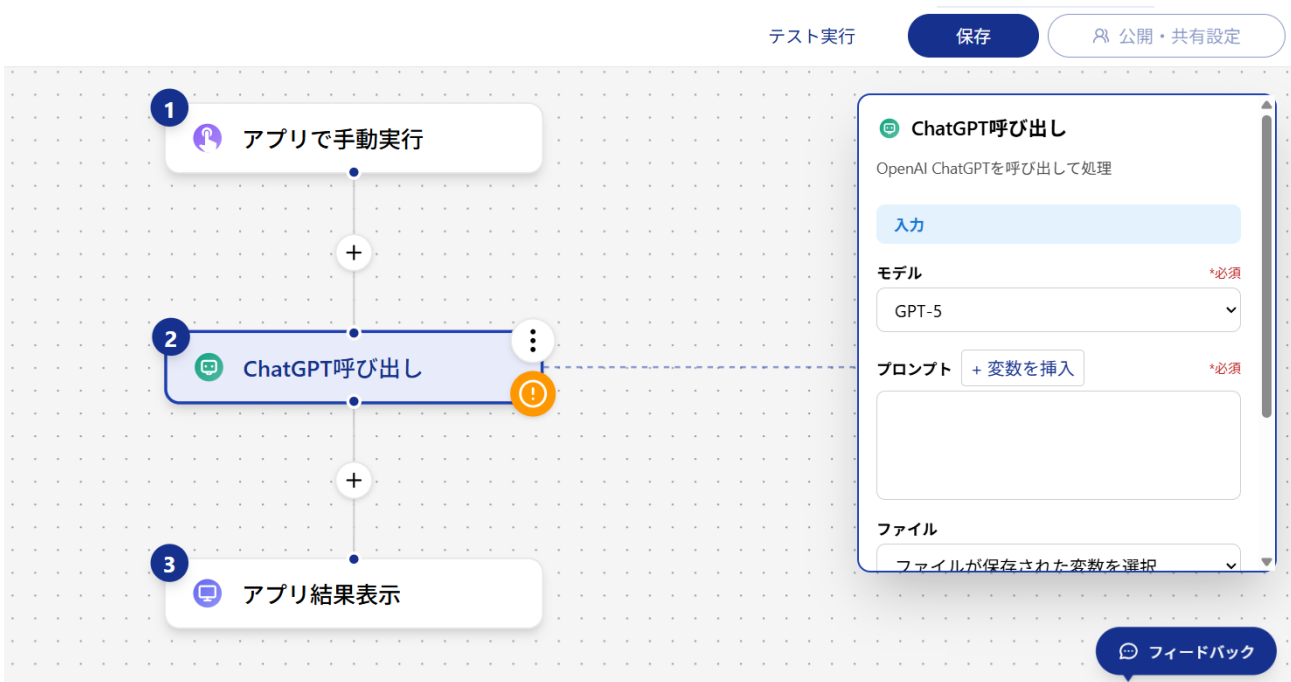 テスト実行
保存
公開・共有設定
1
アプリで手動実行
2
ChatGPT呼び出し
3
アプリ結果表示
ChatGPT呼び出し
OpenAI ChatGPTを呼び出して処理
入力
モデル *必須
GPT-5
プロンプト + 変数を挿入 *必須
ファイル
ファイルが保存された変数を選択
フィードバック